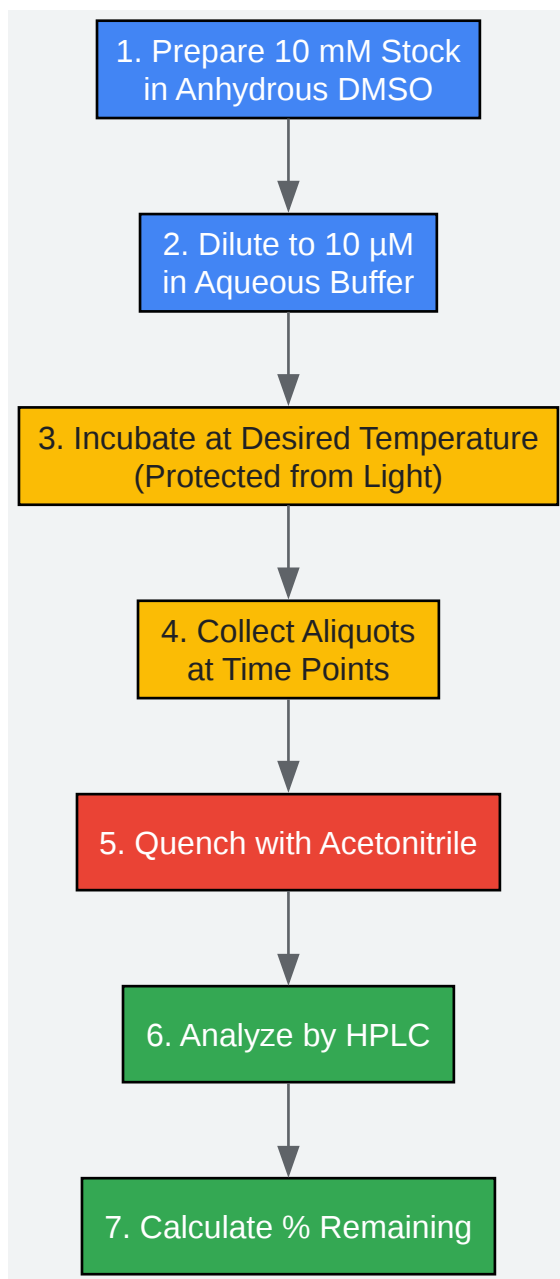 1. Prepare 10 mM Stock
in Anhydrous DMSO
2. Dilute to 10 µM
in Aqueous Buffer
3. Incubate at Desired Temperature
(Protected from Light)
4. Collect Aliquots
at Time Points
5. Quench with Acetonitrile
6. Analyze by HPLC
7. Calculate % Remaining